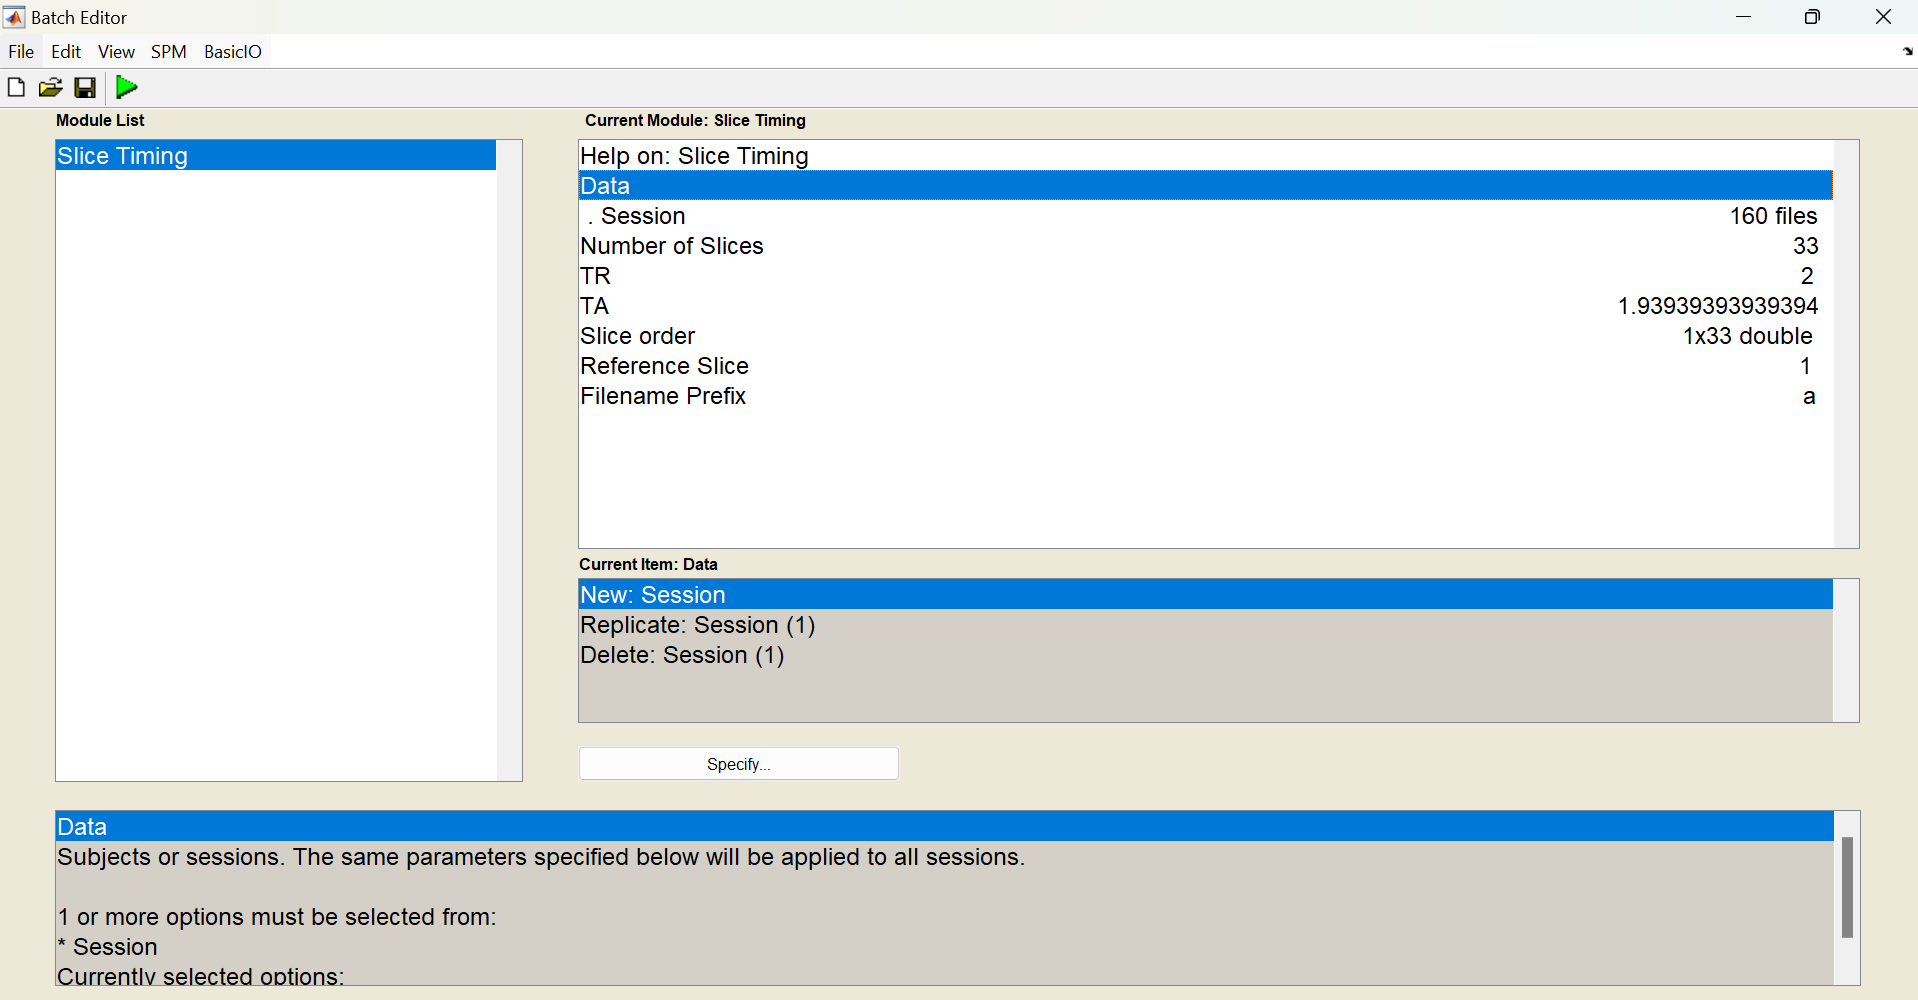 Batch Editor
File Edit View SPM BasicIO
Module List
Slice Timing
Current Module: Slice Timing
Help on: Slice Timing
Data
. Session 160 files
Number of Slices 33
TR 2
TA 1.93939393939394
Slice order 1x33 double
Reference Slice 1
Filename Prefix a
Current Item: Data
New: Session
Replicate: Session (1)
Delete: Session (1)
Specify...
Data
Subjects or sessions. The same parameters specified below will be applied to all sessions.
1 or more options must be selected from:
* Session
Currently selected options: